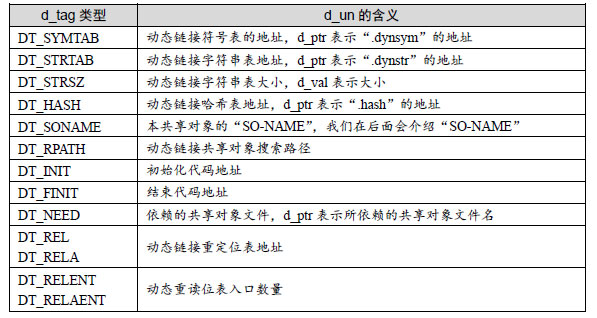 d_tag 类型 d_un 的含义
DT_SYMTAB 动态链接符号表的地址，d_ptr 表示“.dynsym”的地址
DT_STRTAB 动态链接字符串表地址，d_ptr 表示“.dynstr”的地址
DT_STRSZ 动态链接字符串表大小，d_val 表示大小
DT_HASH 动态链接哈希表地址，d_ptr 表示“.hash”的地址
DT_SONAME 本共享对象的“SO-NAME”，我们在后面会介绍“SO-NAME”
DT_RPATH 动态链接共享对象搜索路径
DT_INIT 初始化代码地址
DT_FINIT 结束代码地址
DT_NEED 依赖的共享对象文件，d_ptr 表示所依赖的共享对象文件名
DT_REL
DT_RELA
动态链接重定位表地址
DT_RELENT
DT_RELAENT
动态重读位表入口数量